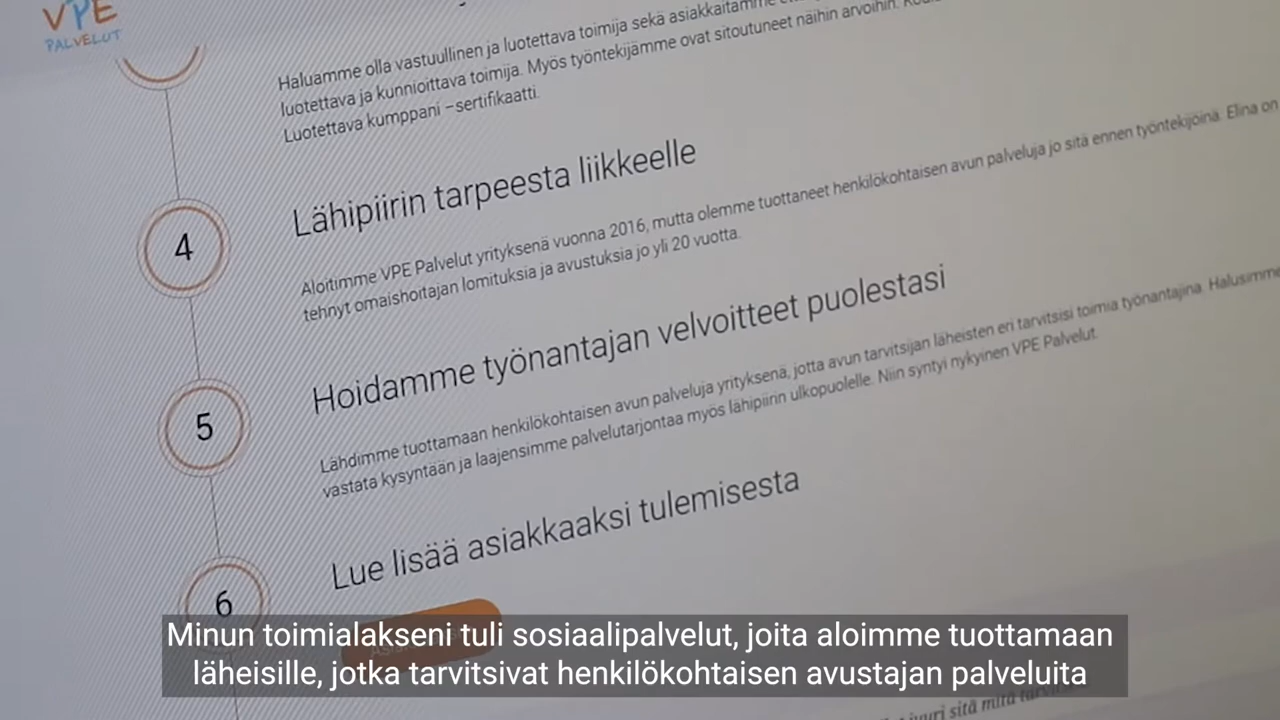 VPE
PALVELUT
Haluamme olla vastuullinen ja luotettava toimija sekä asiakkaitamme
luotettava ja kunnioittava toimija. Myös työntekijämme ovat sitoutuneet näihin arvoihin.
Luotettava kumppani –sertifikaatti.
4
Lähipiirin tarpeesta liikkeelle
Aloitimme VPE Palvelut yrityksenä vuonna 2016, mutta olemme tuottaneet henkilökohtaisen avun palveluja jo sitä ennen työntekijöinä. Elina on
tehnyt omaishoitajan lomituksia ja avustuksia jo yli 20 vuotta.
5
Hoidamme työnantajan velvoitteet puolestasi
Lähdimme tuottamaan henkilökohtaisen avun palveluja yrityksenä, jotta avun tarvitsijan läheisten eri tarvitsisi toimia työnantajina. Halusimme
vastata kysyntään ja laajensimme palvelutarjontaa myös lähipiirin ulkopuolelle. Niin syntyi nykyinen VPE Palvelut.
6
Lue lisää asiakkaaksi tulemisesta
Minun toimialakseni tuli sosiaalipalvelut, joita aloimme tuottamaan
läheisille, jotka tarvitsivat henkilökohtaisen avustajan palveluita
sitä mitä